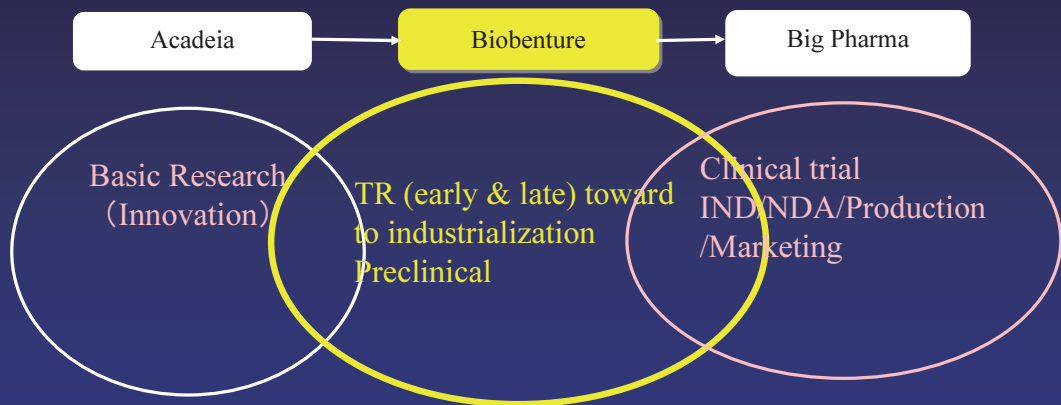 Acadeia
Biobenture
Big Pharma
Basic Research
（Innovation）
TR (early & late) toward
to industrialization
Preclinical
Clinical trial
IND/NDA/Production
/Marketing